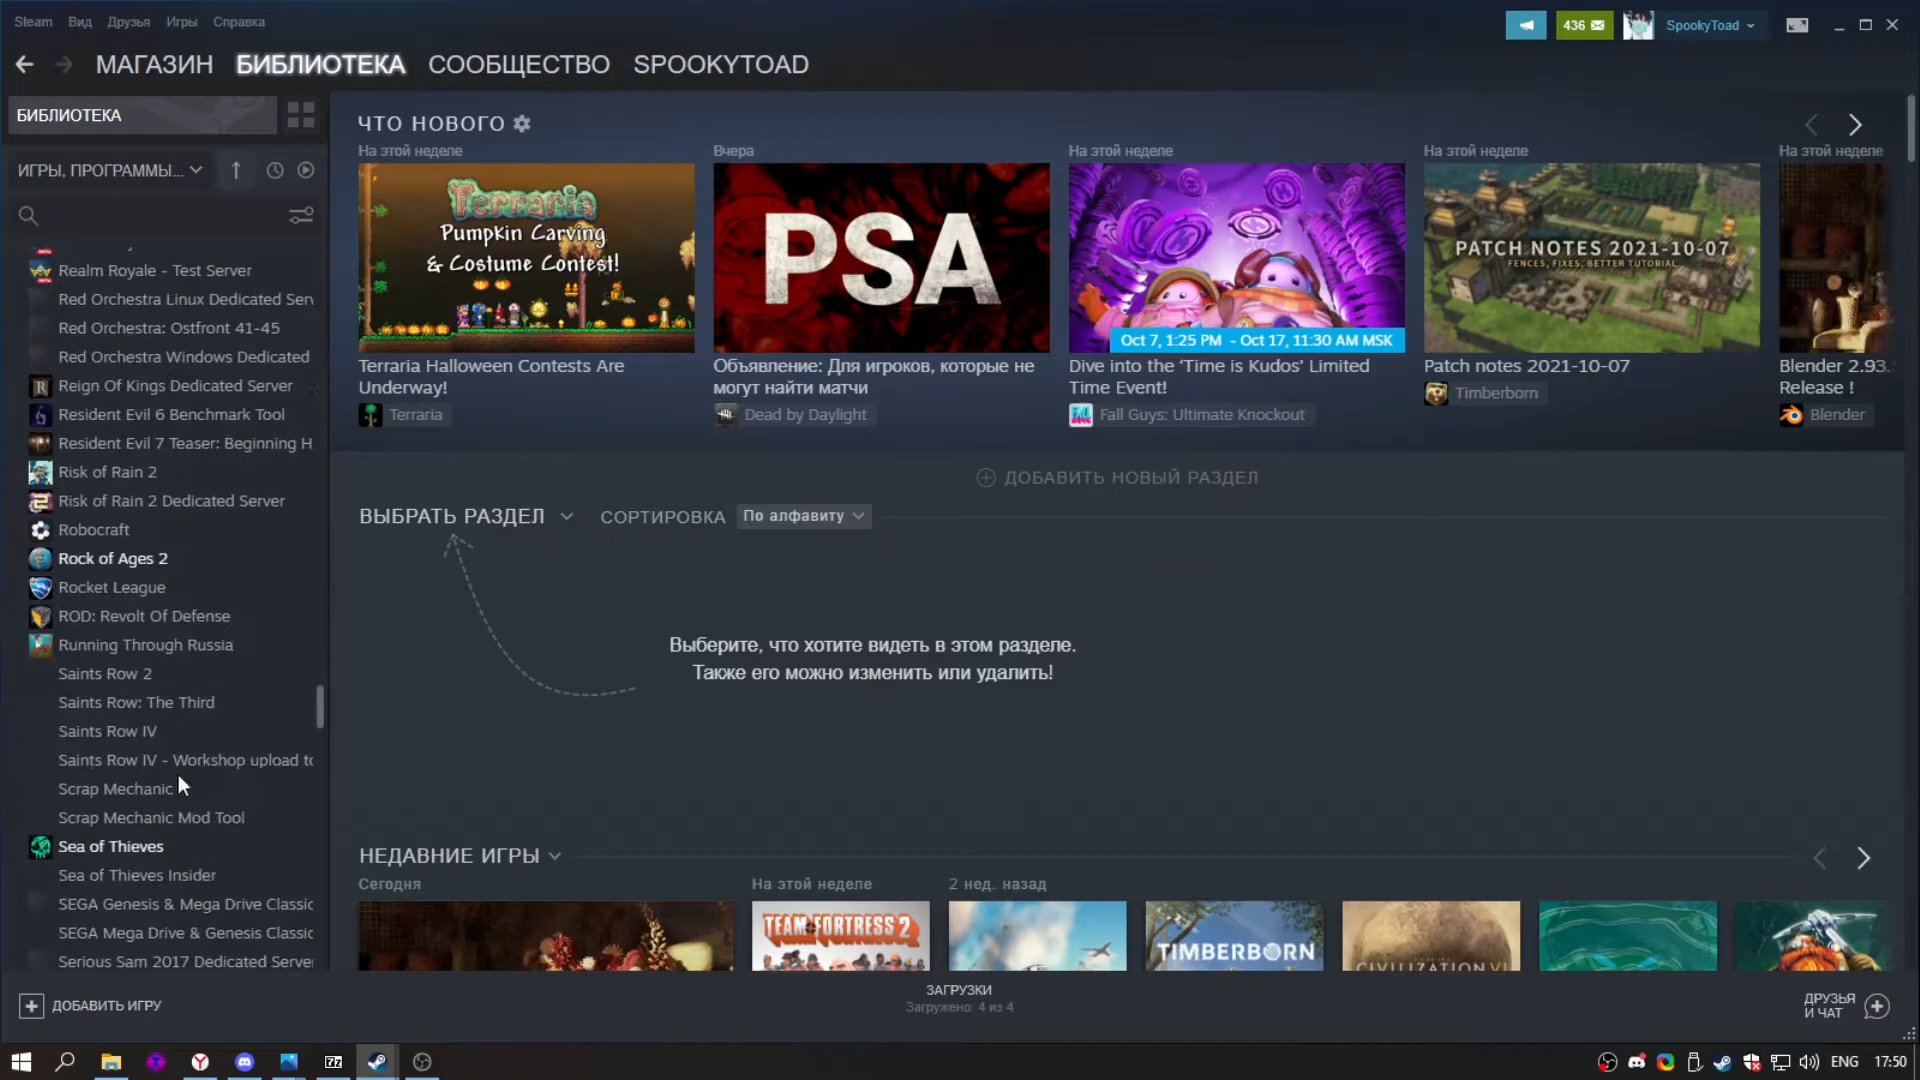 Steam Вид Друзья Игры Справка
436
SpookyToad
МАГАЗИН БИБЛИОТЕКА СООБЩЕСТВО SPOOKYTOAD
БИБЛИОТЕКА
ИГРЫ, ПРОГРАММЫ...
Realm Royale - Test Server
Red Orchestra Linux Dedicated Serv
Red Orchestra: Ostfront 41-45
Red Orchestra Windows Dedicated
Reign Of Kings Dedicated Server
Resident Evil 6 Benchmark Tool
Resident Evil 7 Teaser: Beginning H
Risk of Rain 2
Risk of Rain 2 Dedicated Server
Robocraft
Rock of Ages 2
Rocket League
ROD: Revolt Of Defense
Running Through Russia
Saints Row 2
Saints Row: The Third
Saints Row IV
Saints Row IV - Workshop upload to
Scrap Mechanic
Scrap Mechanic Mod Tool
Sea of Thieves
Sea of Thieves Insider
SEGA Genesis & Mega Drive Classic
SEGA Mega Drive & Genesis Classic
Serious Sam 2017 Dedicated Server
ДОБАВИТЬ ИГРУ
ЧТО НОВОГО
На этой неделе
Terraria
Pumpkin Carving
& Costume Contest!
Terraria Halloween Contests Are
Underway!
Terraria
Вчера
PSA
Объявление: Для игроков, которые не
могут найти матчи
Dead by Daylight
На этой неделе
Oct 7, 1:25 PM - Oct 17, 11:30 AM MSK
Dive into the ‘Time is Kudos’ Limited
Time Event!
FALL GUYS
Fall Guys: Ultimate Knockout
На этой неделе
PATCH NOTES 2021-10-07
FENCES, FIXES, BETTER TUTORIAL
Patch notes 2021-10-07
Timberborn
На этой неделе
Blender 2.93.
Release !
Blender
ДОБАВИТЬ НОВЫЙ РАЗДЕЛ
ВЫБРАТЬ РАЗДЕЛ СОРТИРОВКА По алфавиту
Выберите, что хотите видеть в этом разделе.
Также его можно изменить или удалить!
НЕДАВНИЕ ИГРЫ
Сегодня
На этой неделе
2 нед. назад
TEAM FORTRESS 2
TIMBERBORN
CIVILIZATION VI
ЗАГРУЗКИ
Загружено: 4 из 4
ДРУЗЬЯ
И ЧАТ
ENG 17:50